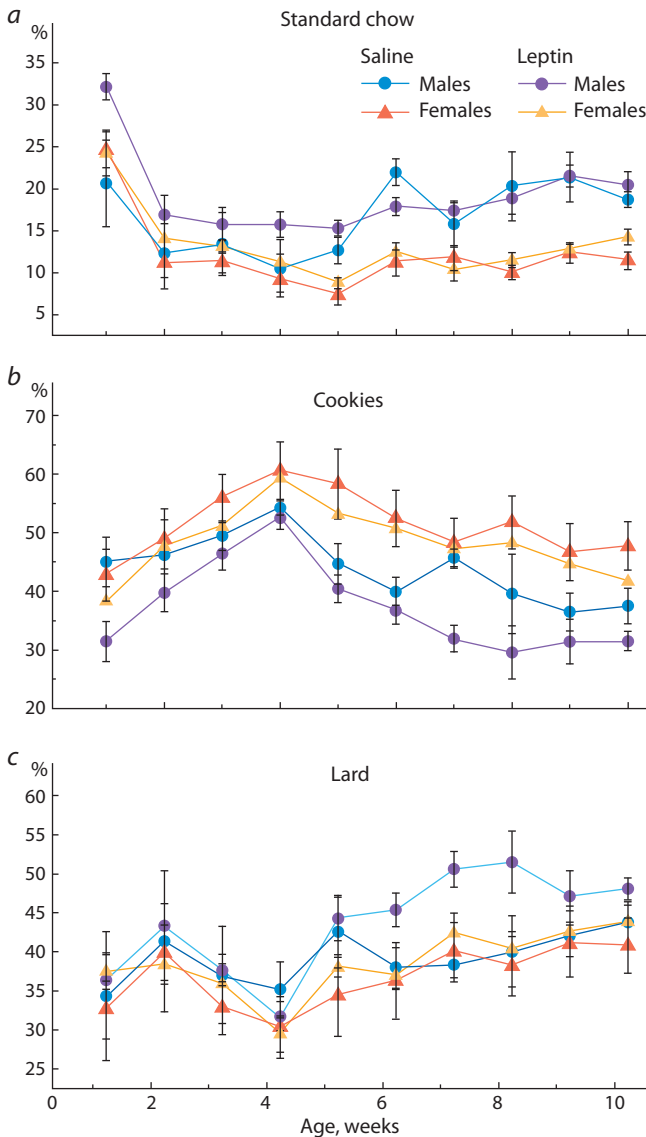 a
Standard chow
%
Saline Leptin
Males Males
Females Females
35
30
25
20
15
10
5
b
%
Cookies
70
60
50
40
30
20
c
%
Lard
60
55
50
45
40
35
30
25
0 2 4 6 8 10
Age, weeks